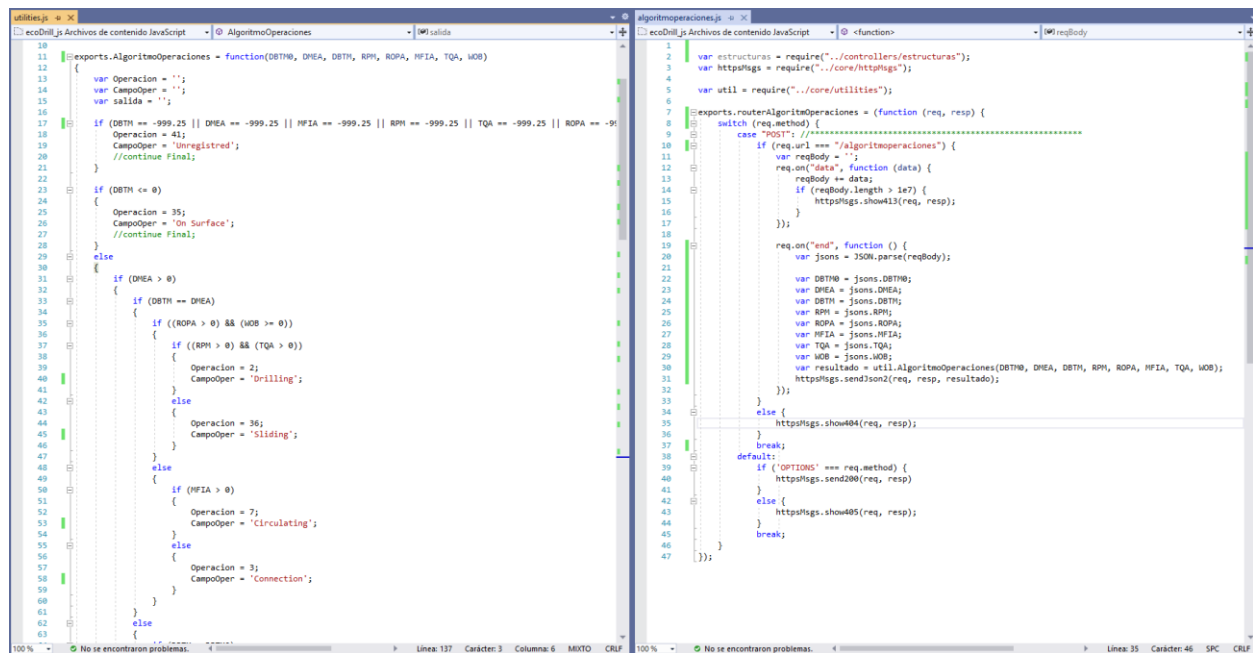 utilities.js
ecoDrill_js Archivos de contenido JavaScript
AlgoritmoOperaciones
salida
10
11 exports.AlgoritmoOperaciones = function(DBTM0, DMEA, DBTM, RPM, ROPA, MFIA, TQA, WOB)
12 {
13 var Operacion = '';
14 var CampoOper = '';
15 var salida = '';
16
17 if (DBTM == -999.25 || DMEA == -999.25 || MFIA == -999.25 || RPM == -999.25 || TQA == -999.25 || ROPA == -9
18 Operacion = 41;
19 CampoOper = 'Unregistred';
20 //continue Final;
21 }
22
23 if (DBTM <= 0)
24 {
25 Operacion = 35;
26 CampoOper = 'On Surface';
27 //continue Final;
28 }
29 else
30 {
31 if (DMEA > 0)
32 {
33 if (DBTM == DMEA)
34 {
35 if ((ROPA > 0) && (WOB >= 0))
36 {
37 if ((RPM > 0) && (TQA > 0))
38 {
39 Operacion = 2;
40 CampoOper = 'Drilling';
41 }
42 else
43 {
44 Operacion = 36;
45 CampoOper = 'Sliding';
46 }
47 }
48 else
49 {
50 if (MFIA > 0)
51 {
52 Operacion = 7;
53 CampoOper = 'Circulating';
54 }
55 else
56 {
57 Operacion = 3;
58 CampoOper = 'Connection';
59 }
60 }
61 }
62 else
63 {
100 %
No se encontraron problemas.
Línea: 137 Carácter: 3 Columna: 6 MIXTO CRLF
algoritmoperaciones.js
ecoDrill_js Archivos de contenido JavaScript
<function>
reqBody
1
2 var estructuras = require("../controllers/estructuras");
3 var httpsMsgs = require("../core/httpMsgs");
4
5 var util = require("../core/utilities");
6
7 exports.routerAlgoritmOperaciones = (function (req, resp) {
8 switch (req.method) {
9 case "POST": //**********************************************************
10 if (req.url === "/algoritmoperaciones") {
11 var reqBody = '';
12 req.on("data", function (data) {
13 reqBody += data;
14 if (reqBody.length > 1e7) {
15 httpsMsgs.show413(req, resp);
16 }
17 });
18
19 req.on("end", function () {
20 var jsons = JSON.parse(reqBody);
21
22 var DBTM0 = jsons.DBTM0;
23 var DMEA = jsons.DMEA;
24 var DBTM = jsons.DBTM;
25 var RPM = jsons.RPM;
26 var ROPA = jsons.ROPA;
27 var MFIA = jsons.MFIA;
28 var TQA = jsons.TQA;
29 var WOB = jsons.WOB;
30 var resultado = util.AlgoritmoOperaciones(DBTM0, DMEA, DBTM, RPM, ROPA, MFIA, TQA, WOB);
31 httpsMsgs.sendJson2(req, resp, resultado);
32 });
33 }
34 else {
35 httpsMsgs.show404(req, resp);
36 }
37 break;
38 default:
39 if ('OPTIONS' === req.method) {
40 httpsMsgs.send200(req, resp)
41 }
42 else {
43 httpsMsgs.show405(req, resp);
44 }
45 break;
46 }
47 });
100 %
No se encontraron problemas.
Línea: 35 Carácter: 46 SPC CRLF